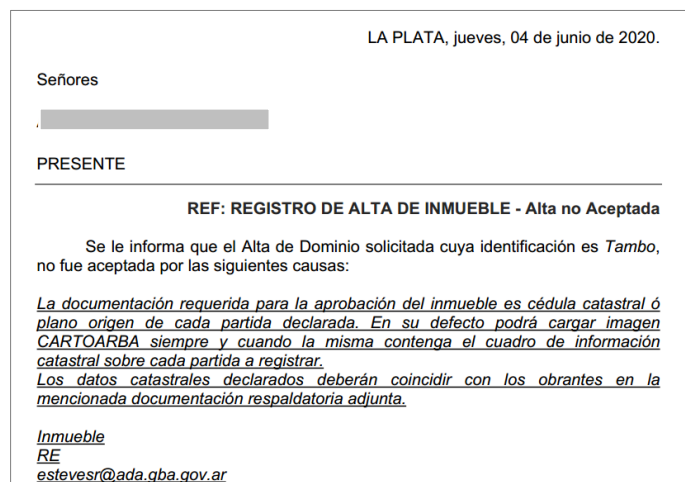 LA PLATA, jueves, 04 de junio de 2020.
Señores
PRESENTE
REF: REGISTRO DE ALTA DE INMUEBLE - Alta no Aceptada
Se le informa que el Alta de Dominio solicitada cuya identificación es Tambo,
no fue aceptada por las siguientes causas:
La documentación requerida para la aprobación del inmueble es cédula catastral ó
plano origen de cada partida declarada. En su defecto podrá cargar imagen
CARTOARBA siempre y cuando la misma contenga el cuadro de información
catastral sobre cada partida a registrar.
Los datos catastrales declarados deberán coincidir con los obrantes en la
mencionada documentación respaldatoria adjunta.
Inmueble
RE
estevesr@ada.gba.gov.ar